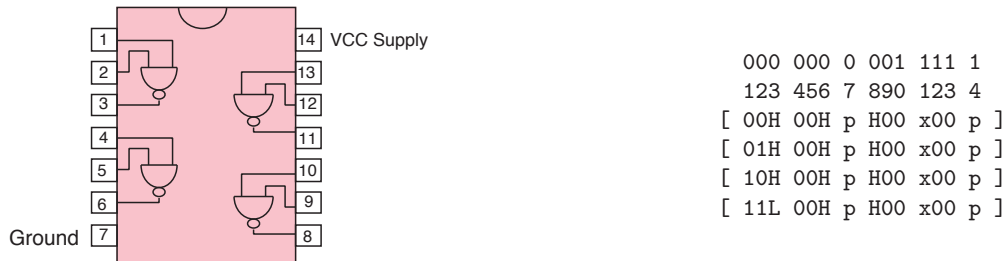 1
14 VCC Supply
2
13
3
12
4
11
5
10
6
9
Ground 7
8
000 000 0 001 111 1
123 456 7 890 123 4
[ 00H 00H p H00 x00 p ]
[ 01H 00H p H00 x00 p ]
[ 10H 00H p H00 x00 p ]
[ 11L 00H p H00 x00 p ]